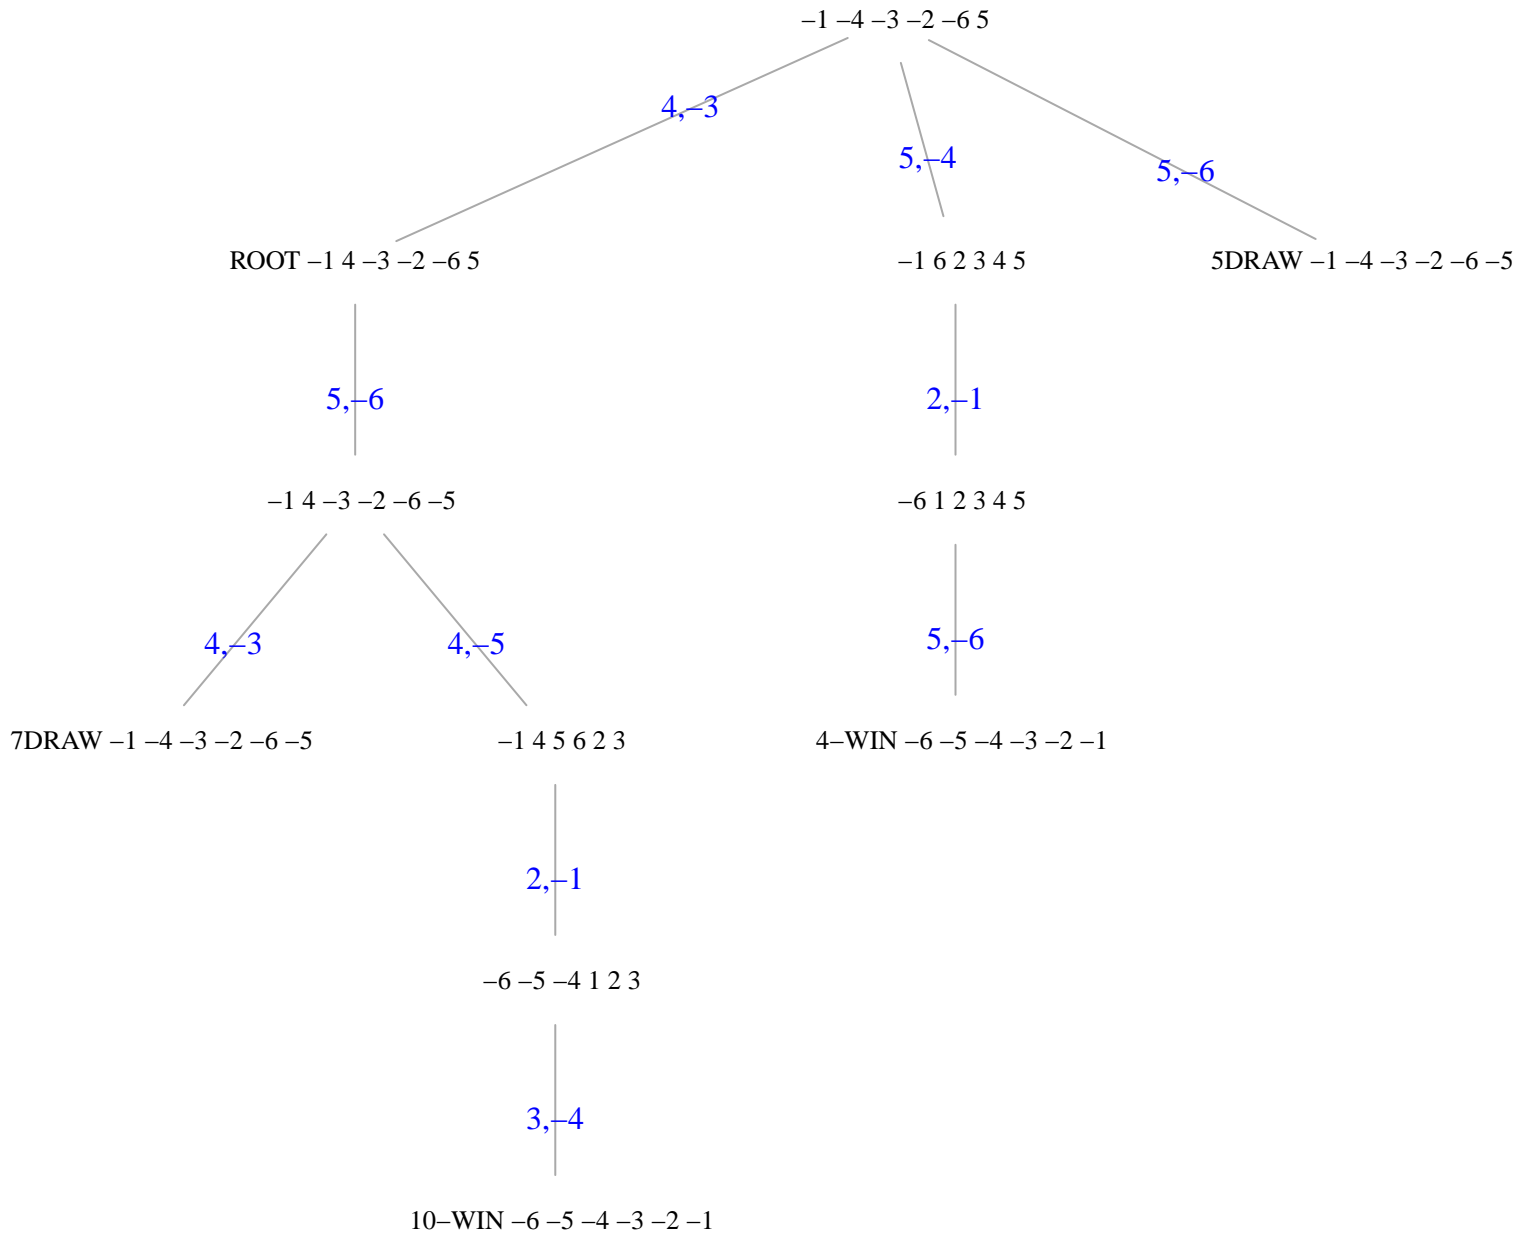 –1 –4 –3 –2 –6 5
4,–3
5,–4
5,–6
ROOT –1 4 –3 –2 –6 5
–1 6 2 3 4 5
5DRAW –1 –4 –3 –2 –6 –5
5,–6
2,–1
–1 4 –3 –2 –6 –5
–6 1 2 3 4 5
4,–3
4,–5
5,–6
7DRAW –1 –4 –3 –2 –6 –5
–1 4 5 6 2 3
4–WIN –6 –5 –4 –3 –2 –1
2,–1
–6 –5 –4 1 2 3
3,–4
10–WIN –6 –5 –4 –3 –2 –1